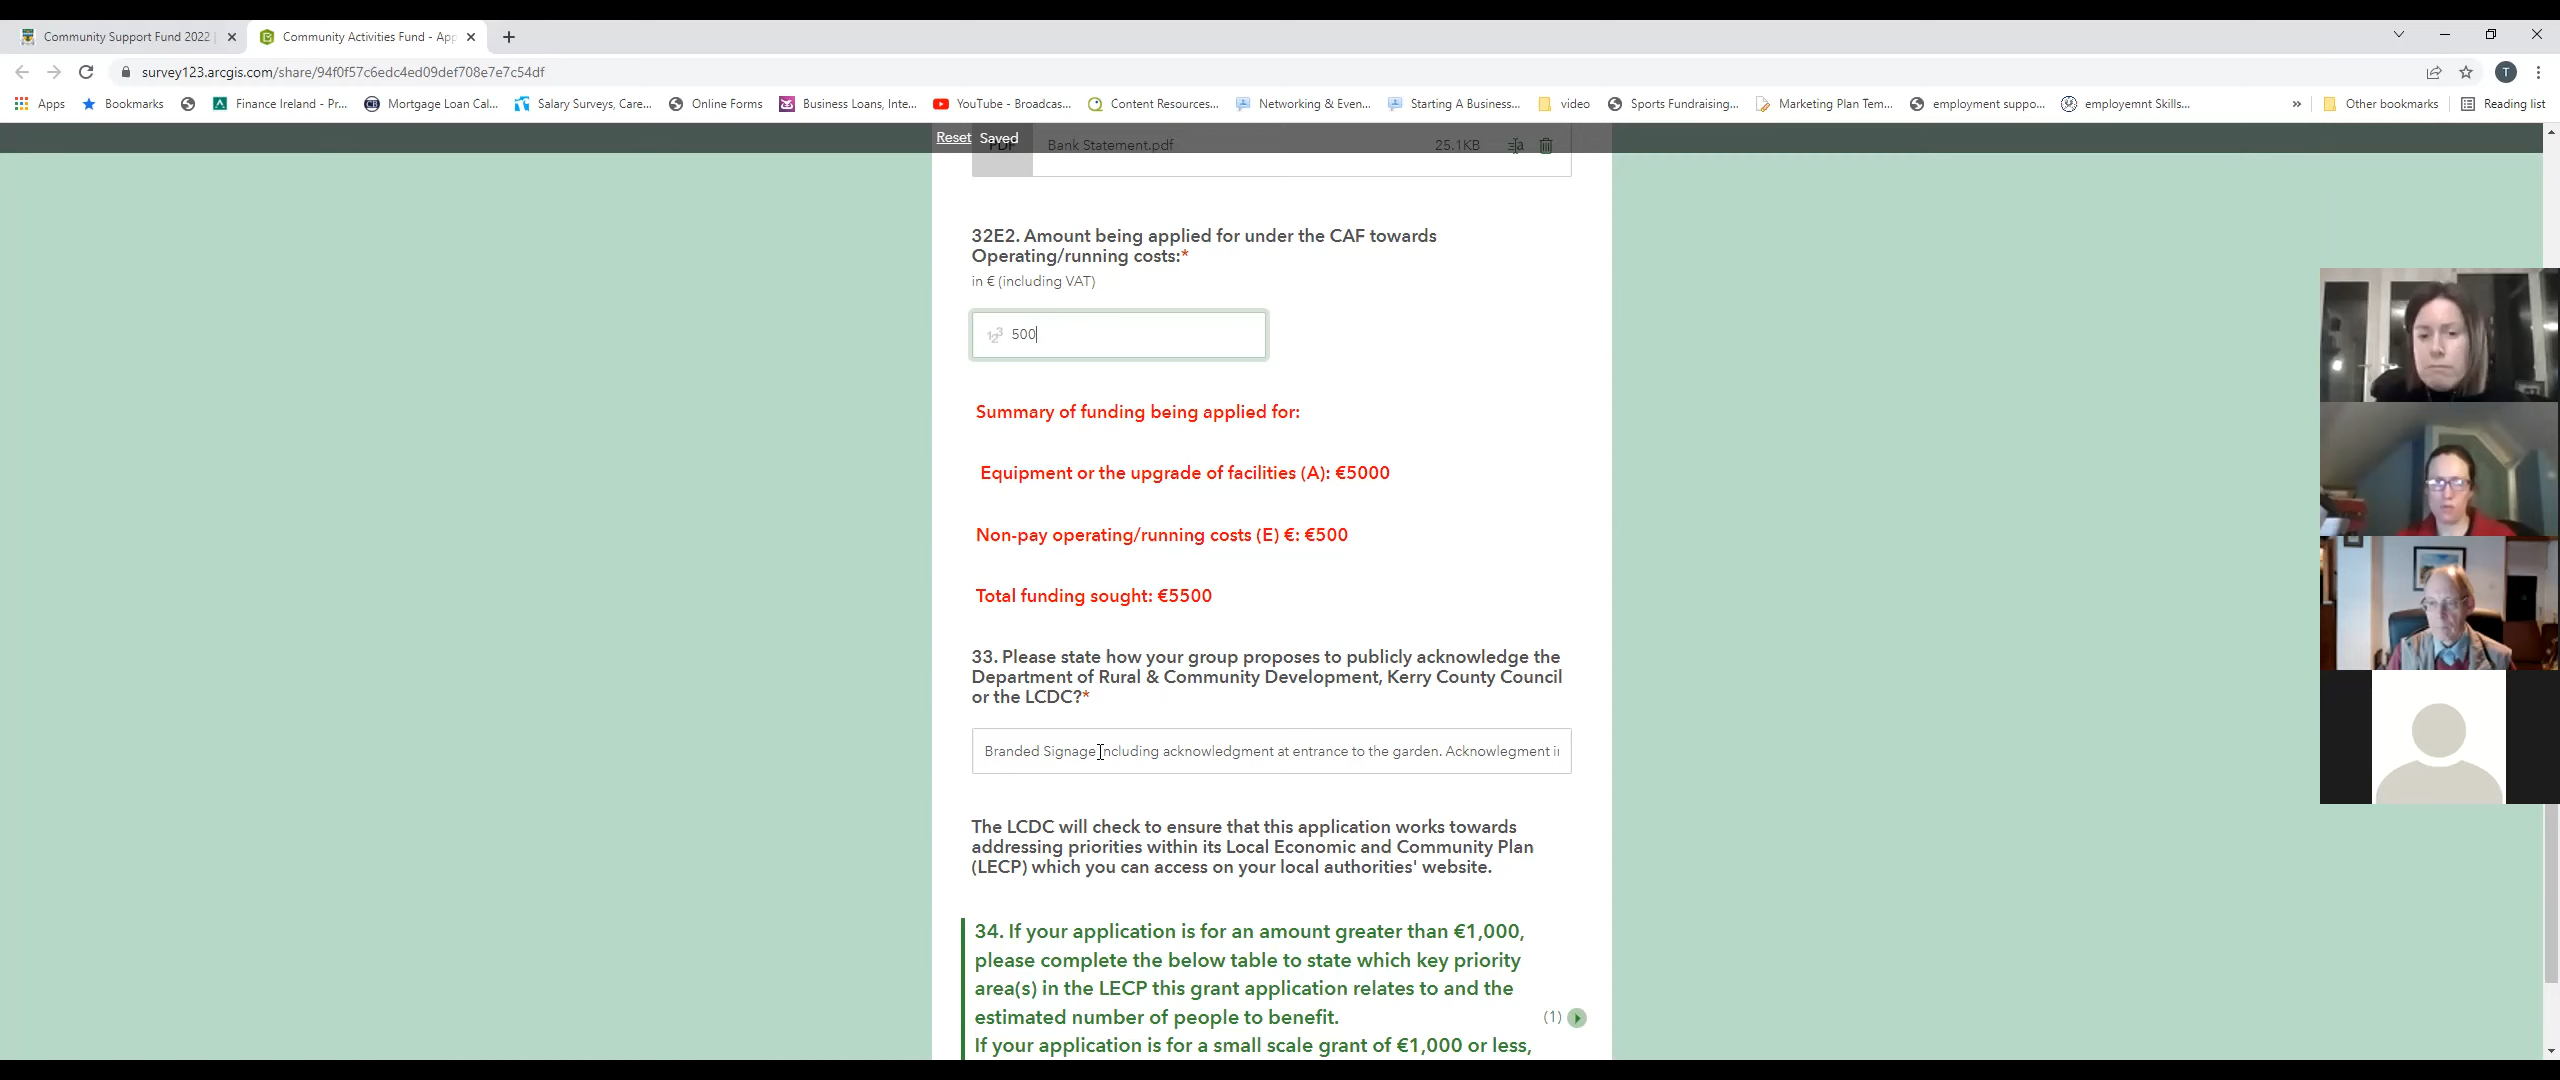 Community Support Fund 2022 |
Community Activities Fund - App
survey123.arcgis.com/share/94f0f57c6edc4ed09def708e7e7c54df
T
Apps
Bookmarks
Finance Ireland - Pr...
Mortgage Loan Cal...
Salary Surveys, Care...
Online Forms
Business Loans, Inte...
YouTube - Broadcas...
Content Resources...
Networking & Even...
Starting A Business...
video
Sports Fundraising...
Marketing Plan Tem...
employment suppo...
employemnt Skills...
»
Other bookmarks
Reading list
Reset Saved
PDF
Bank Statement.pdf
25.1KB
32E2. Amount being applied for under the CAF towards
Operating/running costs:*
in € (including VAT)
500
Summary of funding being applied for:
Equipment or the upgrade of facilities (A): €5000
Non-pay operating/running costs (E) €: €500
Total funding sought: €5500
33. Please state how your group proposes to publicly acknowledge the
Department of Rural & Community Development, Kerry County Council
or the LCDC?*
Branded Signage including acknowledgment at entrance to the garden. Acknowlegment in
The LCDC will check to ensure that this application works towards
addressing priorities within its Local Economic and Community Plan
(LECP) which you can access on your local authorities' website.
34. If your application is for an amount greater than €1,000,
please complete the below table to state which key priority
area(s) in the LECP this grant application relates to and the
estimated number of people to benefit.
(1)
If your application is for a small scale grant of €1,000 or less,